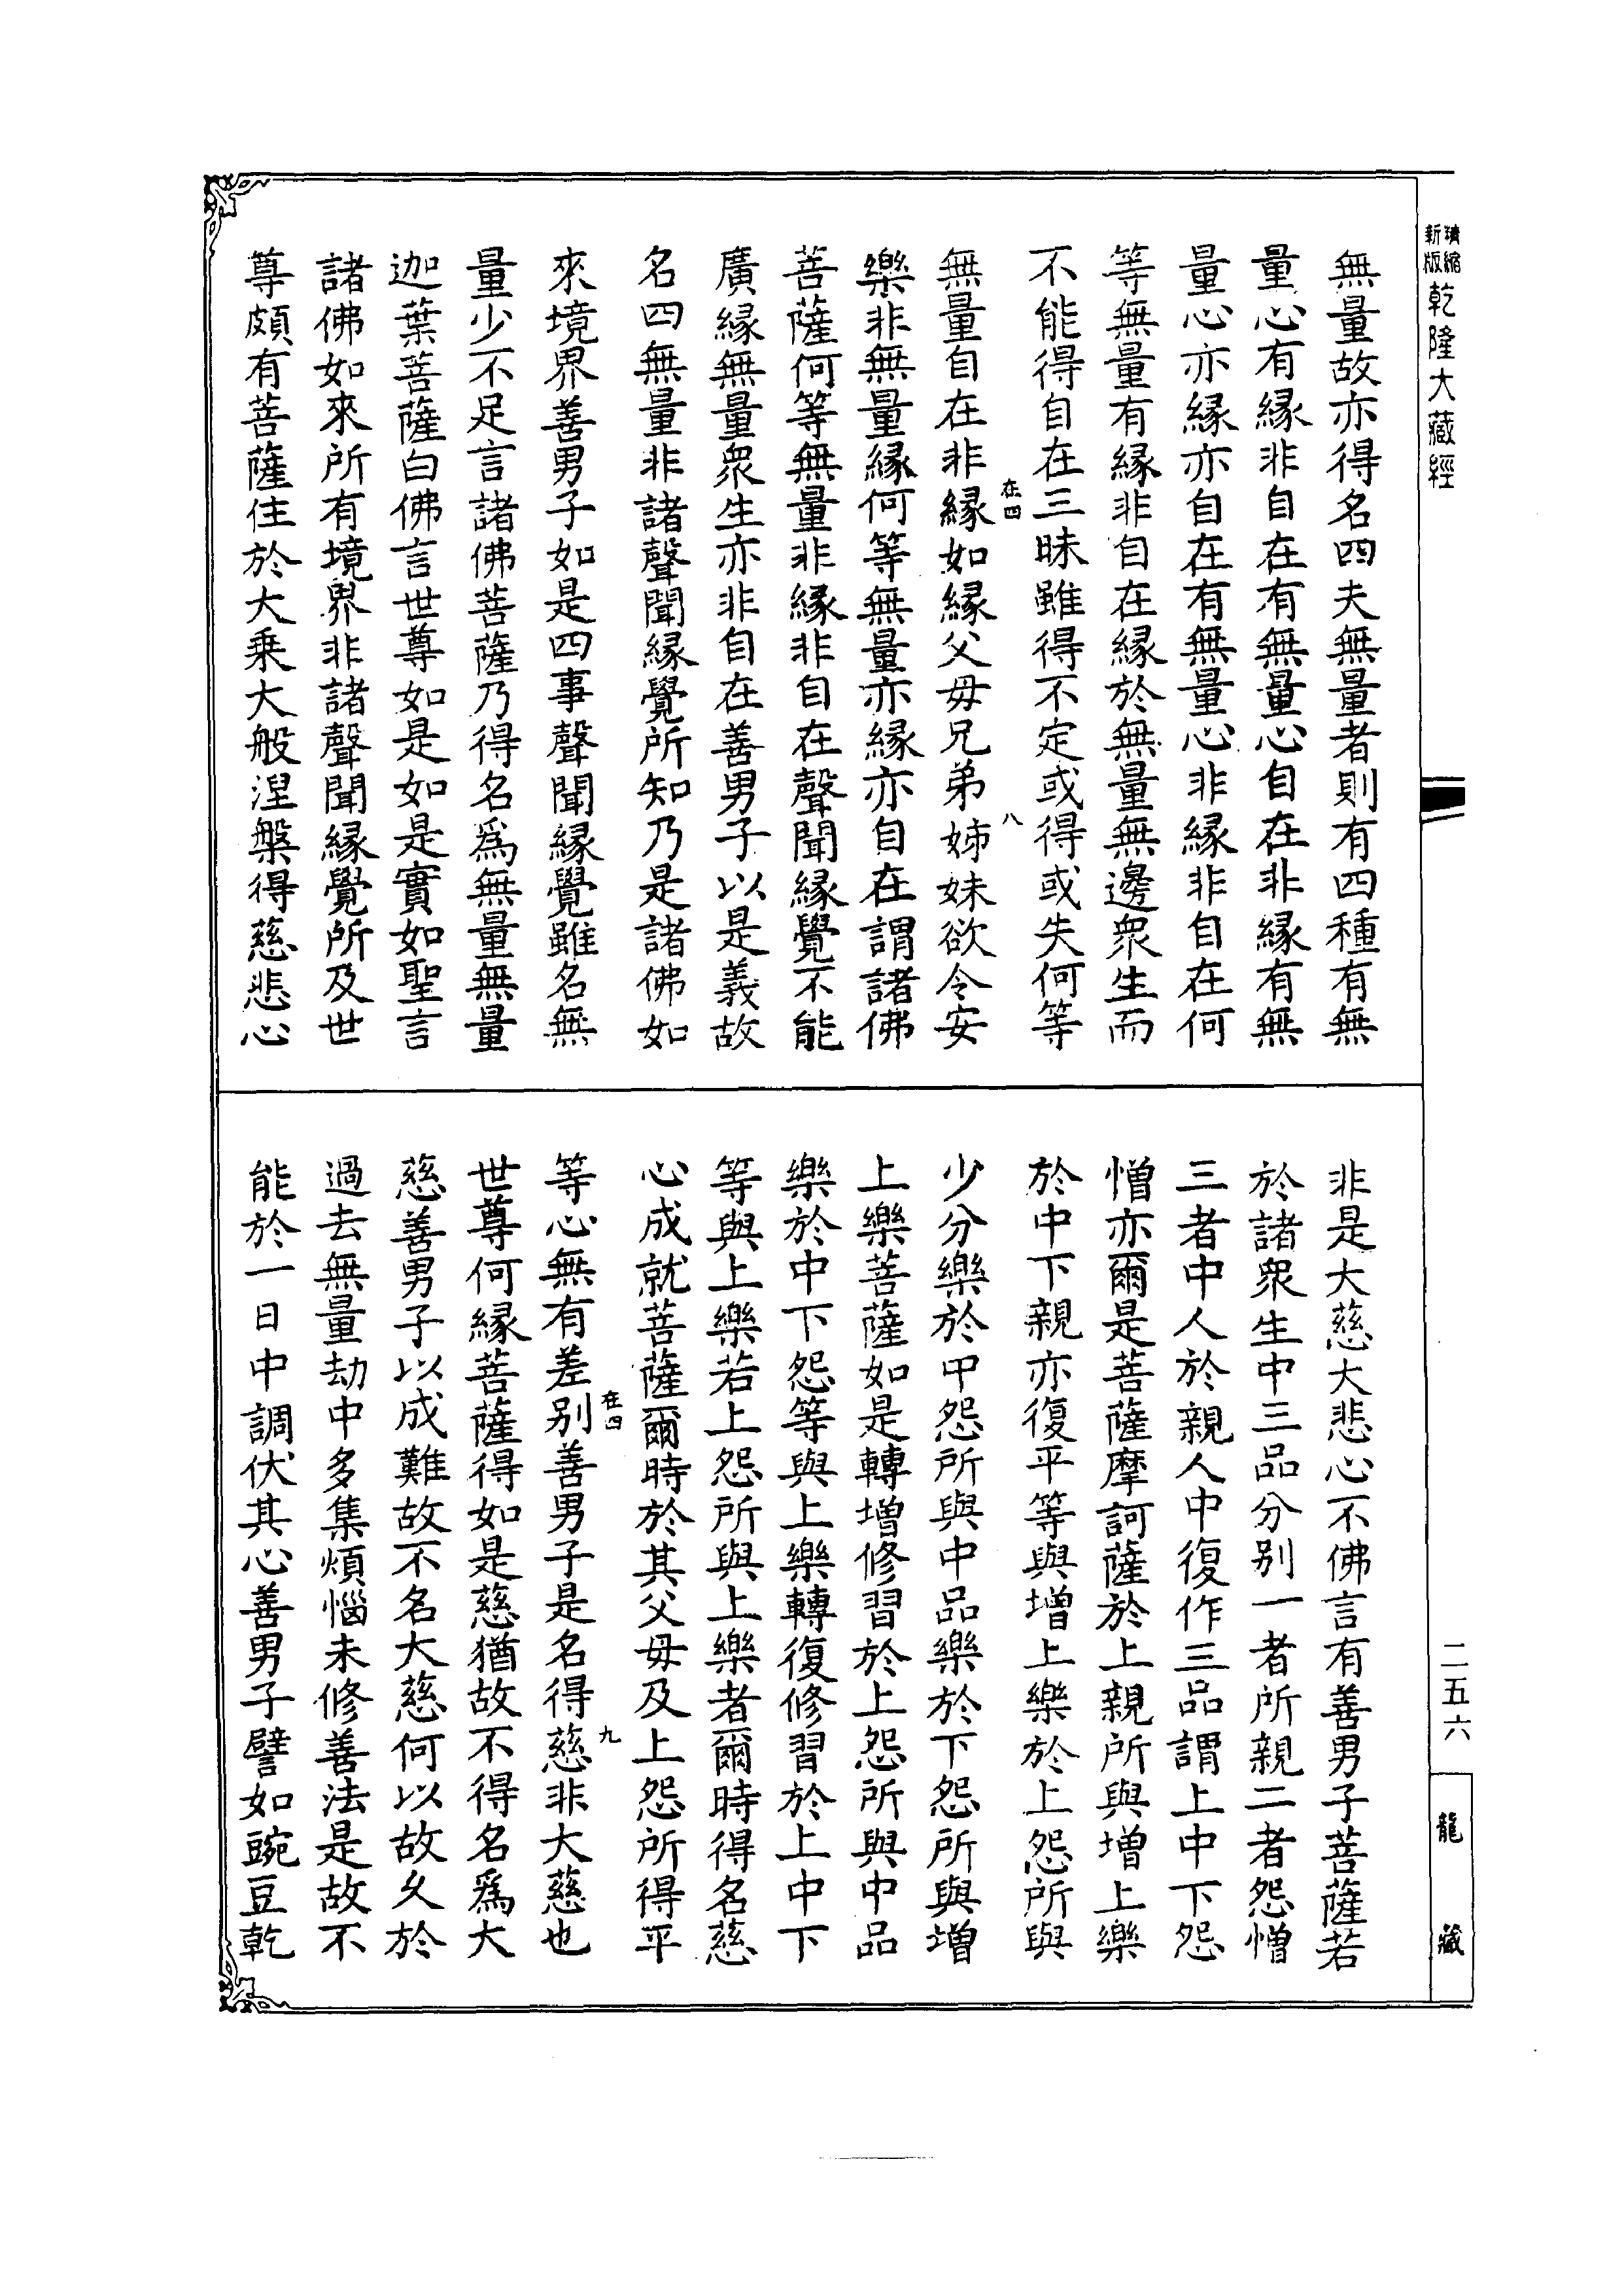 精縮
新版
乾隆大藏經
無量故亦得名四夫無量者則有四種有無
量心有緣非自在有無量心自在非緣有無
量心亦緣亦自在有無量心非緣非自在何
等無量有緣非自在緣於無量無邊衆生而
不能得自在三昧雖得不定或得或失何等
在四
八
無量自在非緣如緣父母兄弟姊妹欲令安
樂非無量緣何等無量亦緣亦自在謂諸佛
菩薩何等無量非緣非自在聲聞緣覺不能
廣緣無量衆生亦非自在善男子以是義故
名四無量非諸聲聞緣覺所知乃是諸佛如
來境界善男子如是四事聲聞緣覺雖名無
量少不足言諸佛菩薩乃得名爲無量無量
迦葉菩薩白佛言世尊如是如是實如聖言
諸佛如來所有境界非諸聲聞緣覺所及世
尊頗有菩薩住於大乘大般涅槃得慈悲心
非是大慈大悲心不佛言有善男子菩薩若
於諸衆生中三品分别一者所親二者怨憎
三者中人於親人中復作三品謂上中下怨
憎亦爾是菩薩摩訶薩於上親所與增上樂
於中下親亦復平等與增上樂於上怨所與
少分樂於中怨所與中品樂於下怨所與增
上樂菩薩如是轉增修習於上怨所與中品
樂於中下怨等與上樂轉復修習於上中下
等與上樂若上怨所與上樂者爾時得名慈
心成就菩薩爾時於其父母及上怨所得平
在四
九
等心無有差别善男子是名得慈非大慈也
世尊何緣菩薩得如是慈猶故不得名爲大
慈善男子以成難故不名大慈何以故久於
過去無量劫中多集煩惱未修善法是故不
能於一日中調伏其心善男子譬如豌豆乾
二五六
龍藏